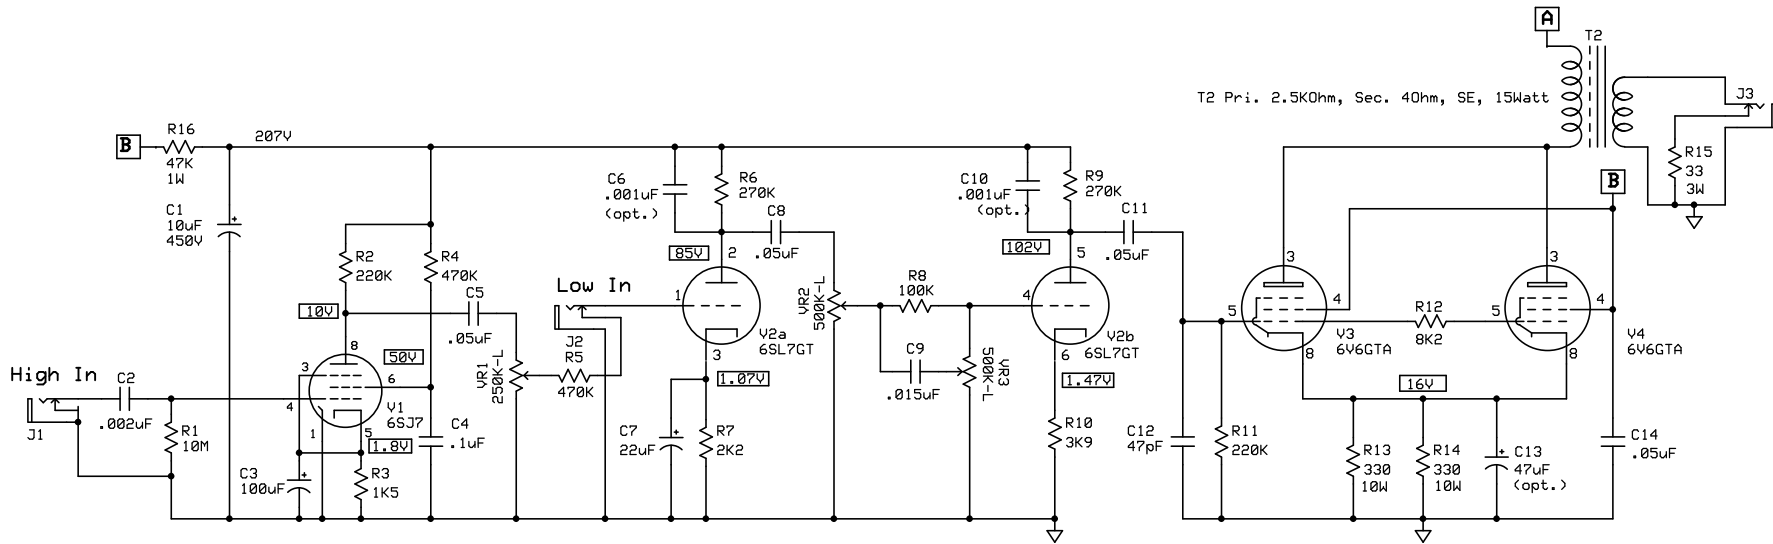 A
T2
T2 Pri. 2.5KOhm, Sec. 4Ohm, SE, 15Watt
J3
R15
33
3W
B
B
R16
47K
1W
207V
C1
10uF
450V
+
R2
220K
R4
470K
10V
50V
C5
.05uF
High In
J1
C2
.002uF
R1
10M
8
3
6
4
1
5
V1
6SJ7
1.8V
C3
100uF
+
R3
1K5
C4
.1uF
VR1
250K-L
Low In
J2
R5
470K
C6
.001uF
(opt.)
R6
270K
C8
.05uF
85V
2
1
3
V2a
6SL7GT
1.07V
C7
22uF
+
R7
2K2
VR2
500K-L
R8
100K
C9
.015uF
VR3
500K-L
C10
.001uF
(opt.)
R9
270K
C11
.05uF
102V
5
4
6
V2b
6SL7GT
1.47V
R10
3K9
C12
47pF
R11
220K
3
4
5
8
V3
6V6GTA
R12
8K2
3
4
5
8
V4
6V6GTA
16V
R13
330
10W
R14
330
10W
+
C13
47uF
(opt.)
C14
.05uF